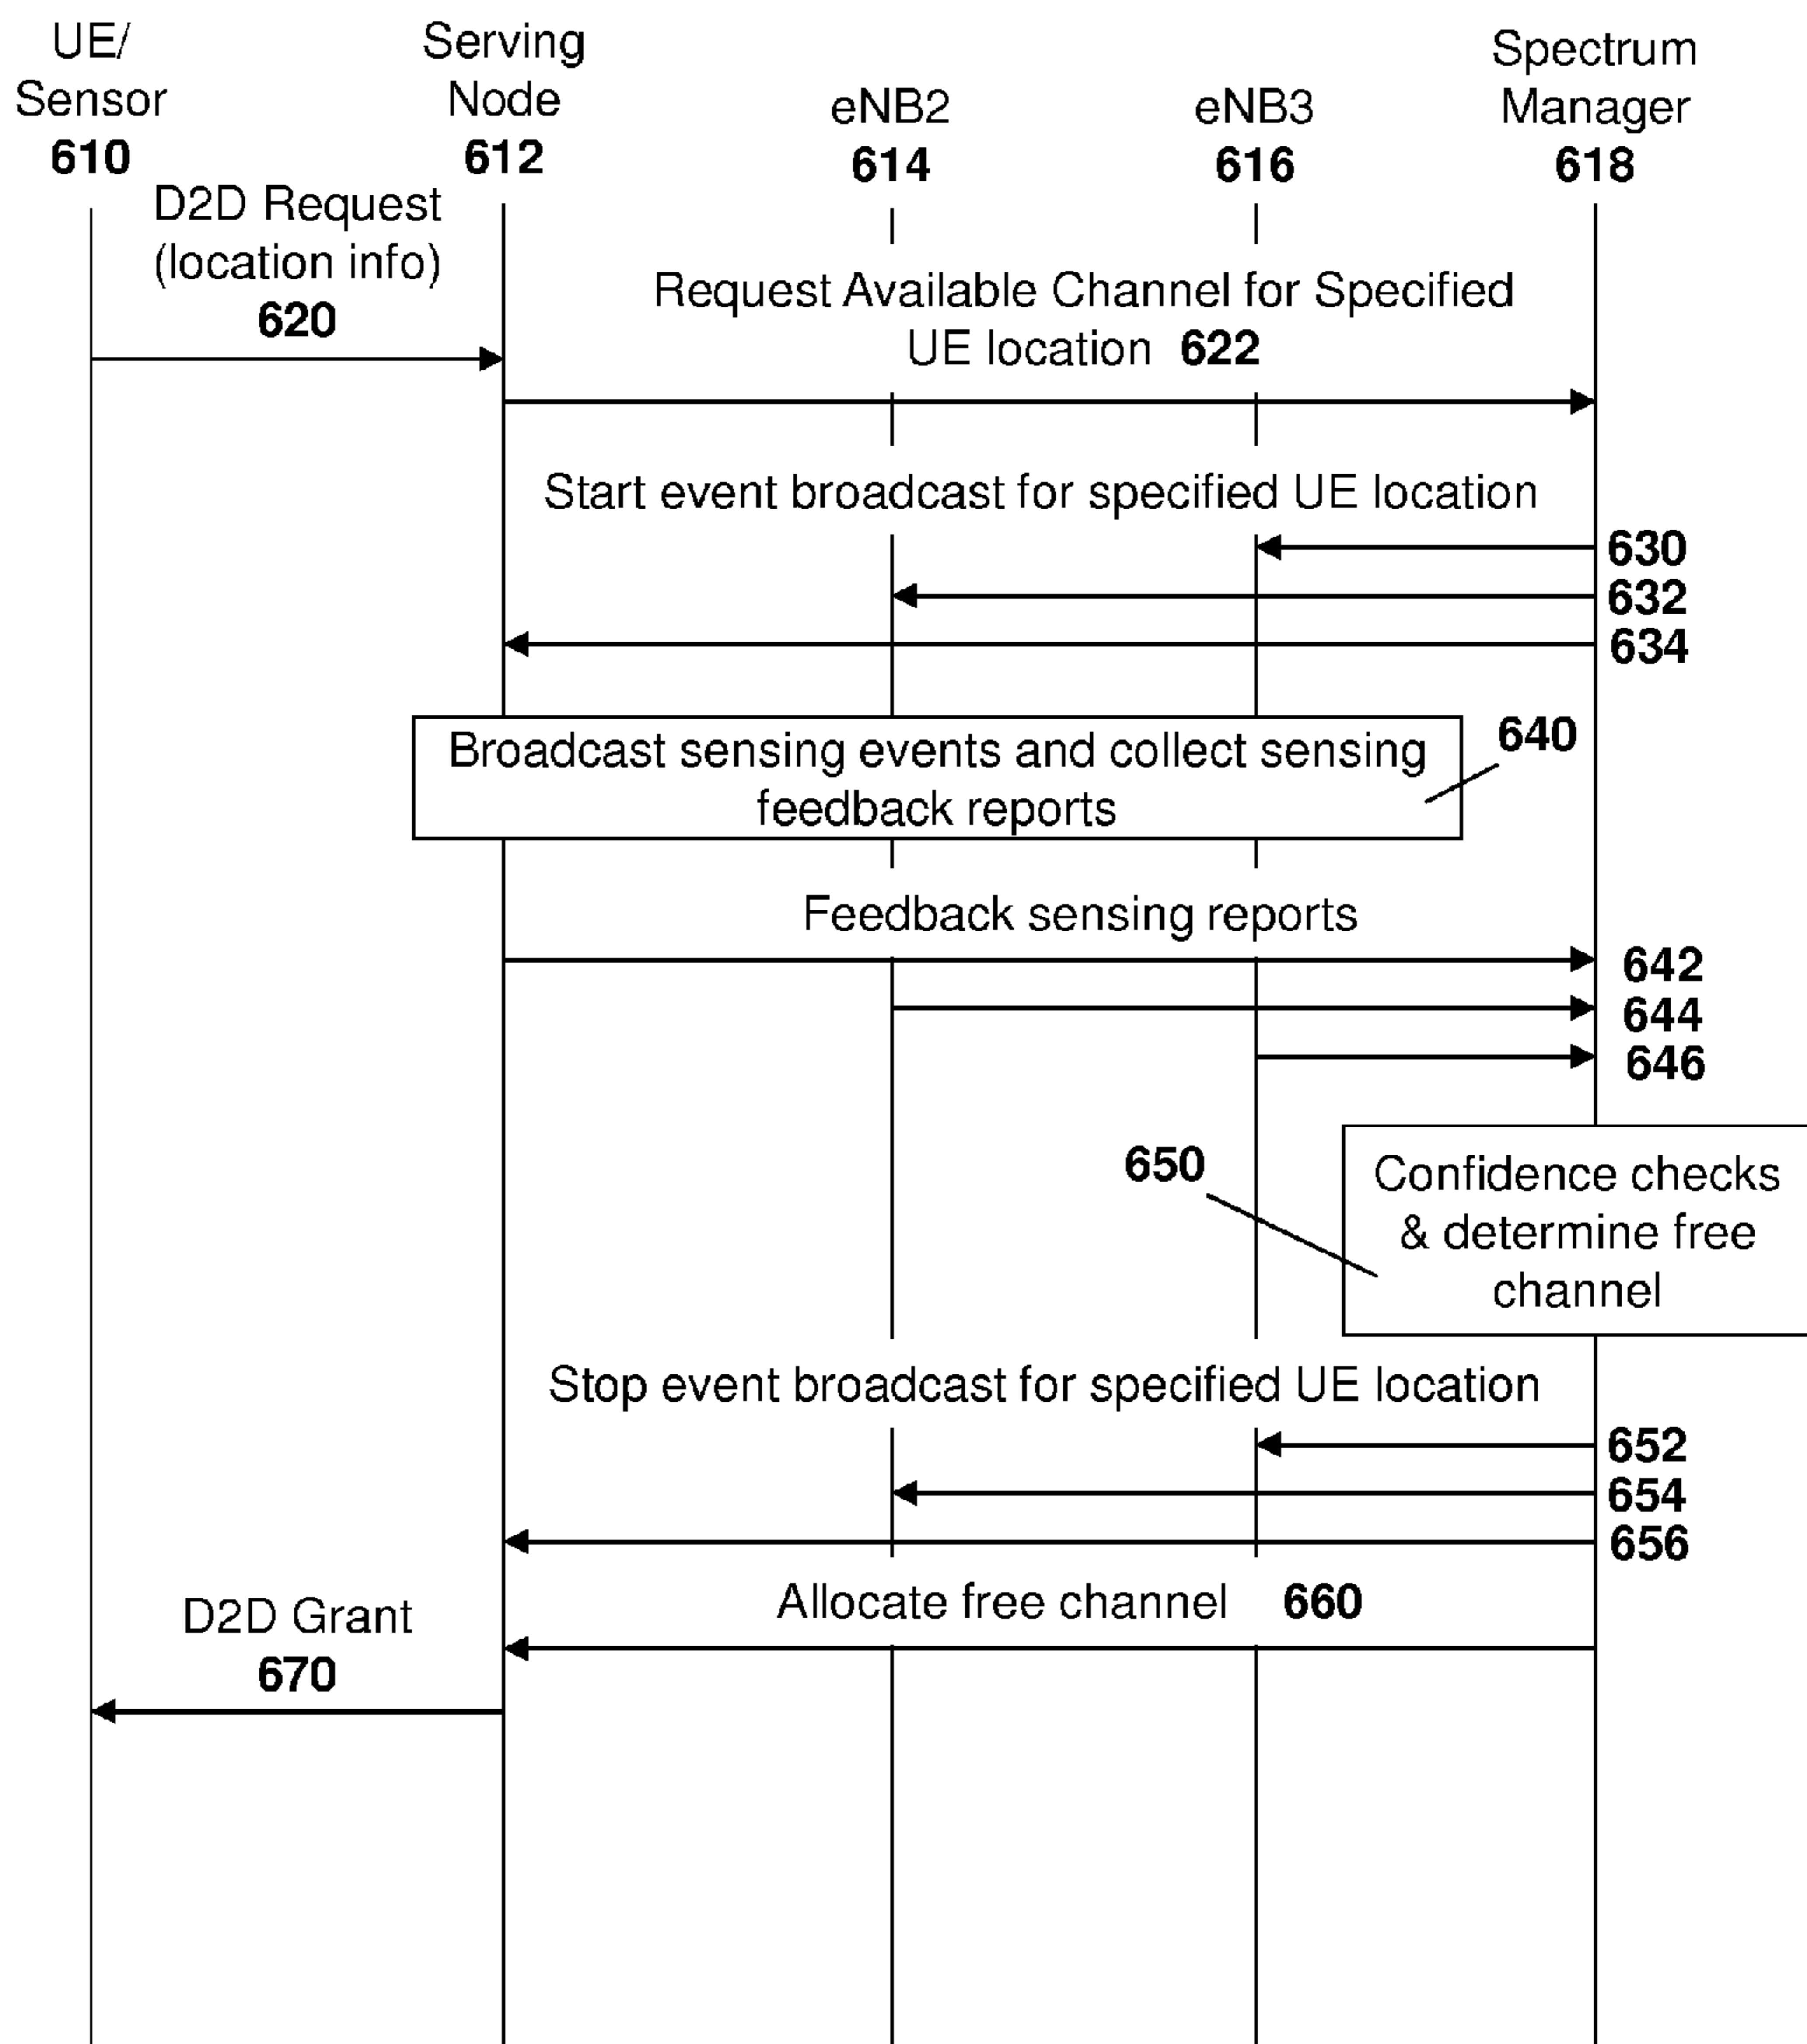 UE/
Sensor
610
Serving
Node
612
eNB2
614
eNB3
616
Spectrum
Manager
618
D2D Request
(location info)
620
Request Available Channel for Specified
UE location 622
Start event broadcast for specified UE location
630
632
634
Broadcast sensing events and collect sensing
feedback reports
640
Feedback sensing reports
642
644
646
650
Confidence checks
& determine free
channel
Stop event broadcast for specified UE location
652
654
656
Allocate free channel 660
D2D Grant
670